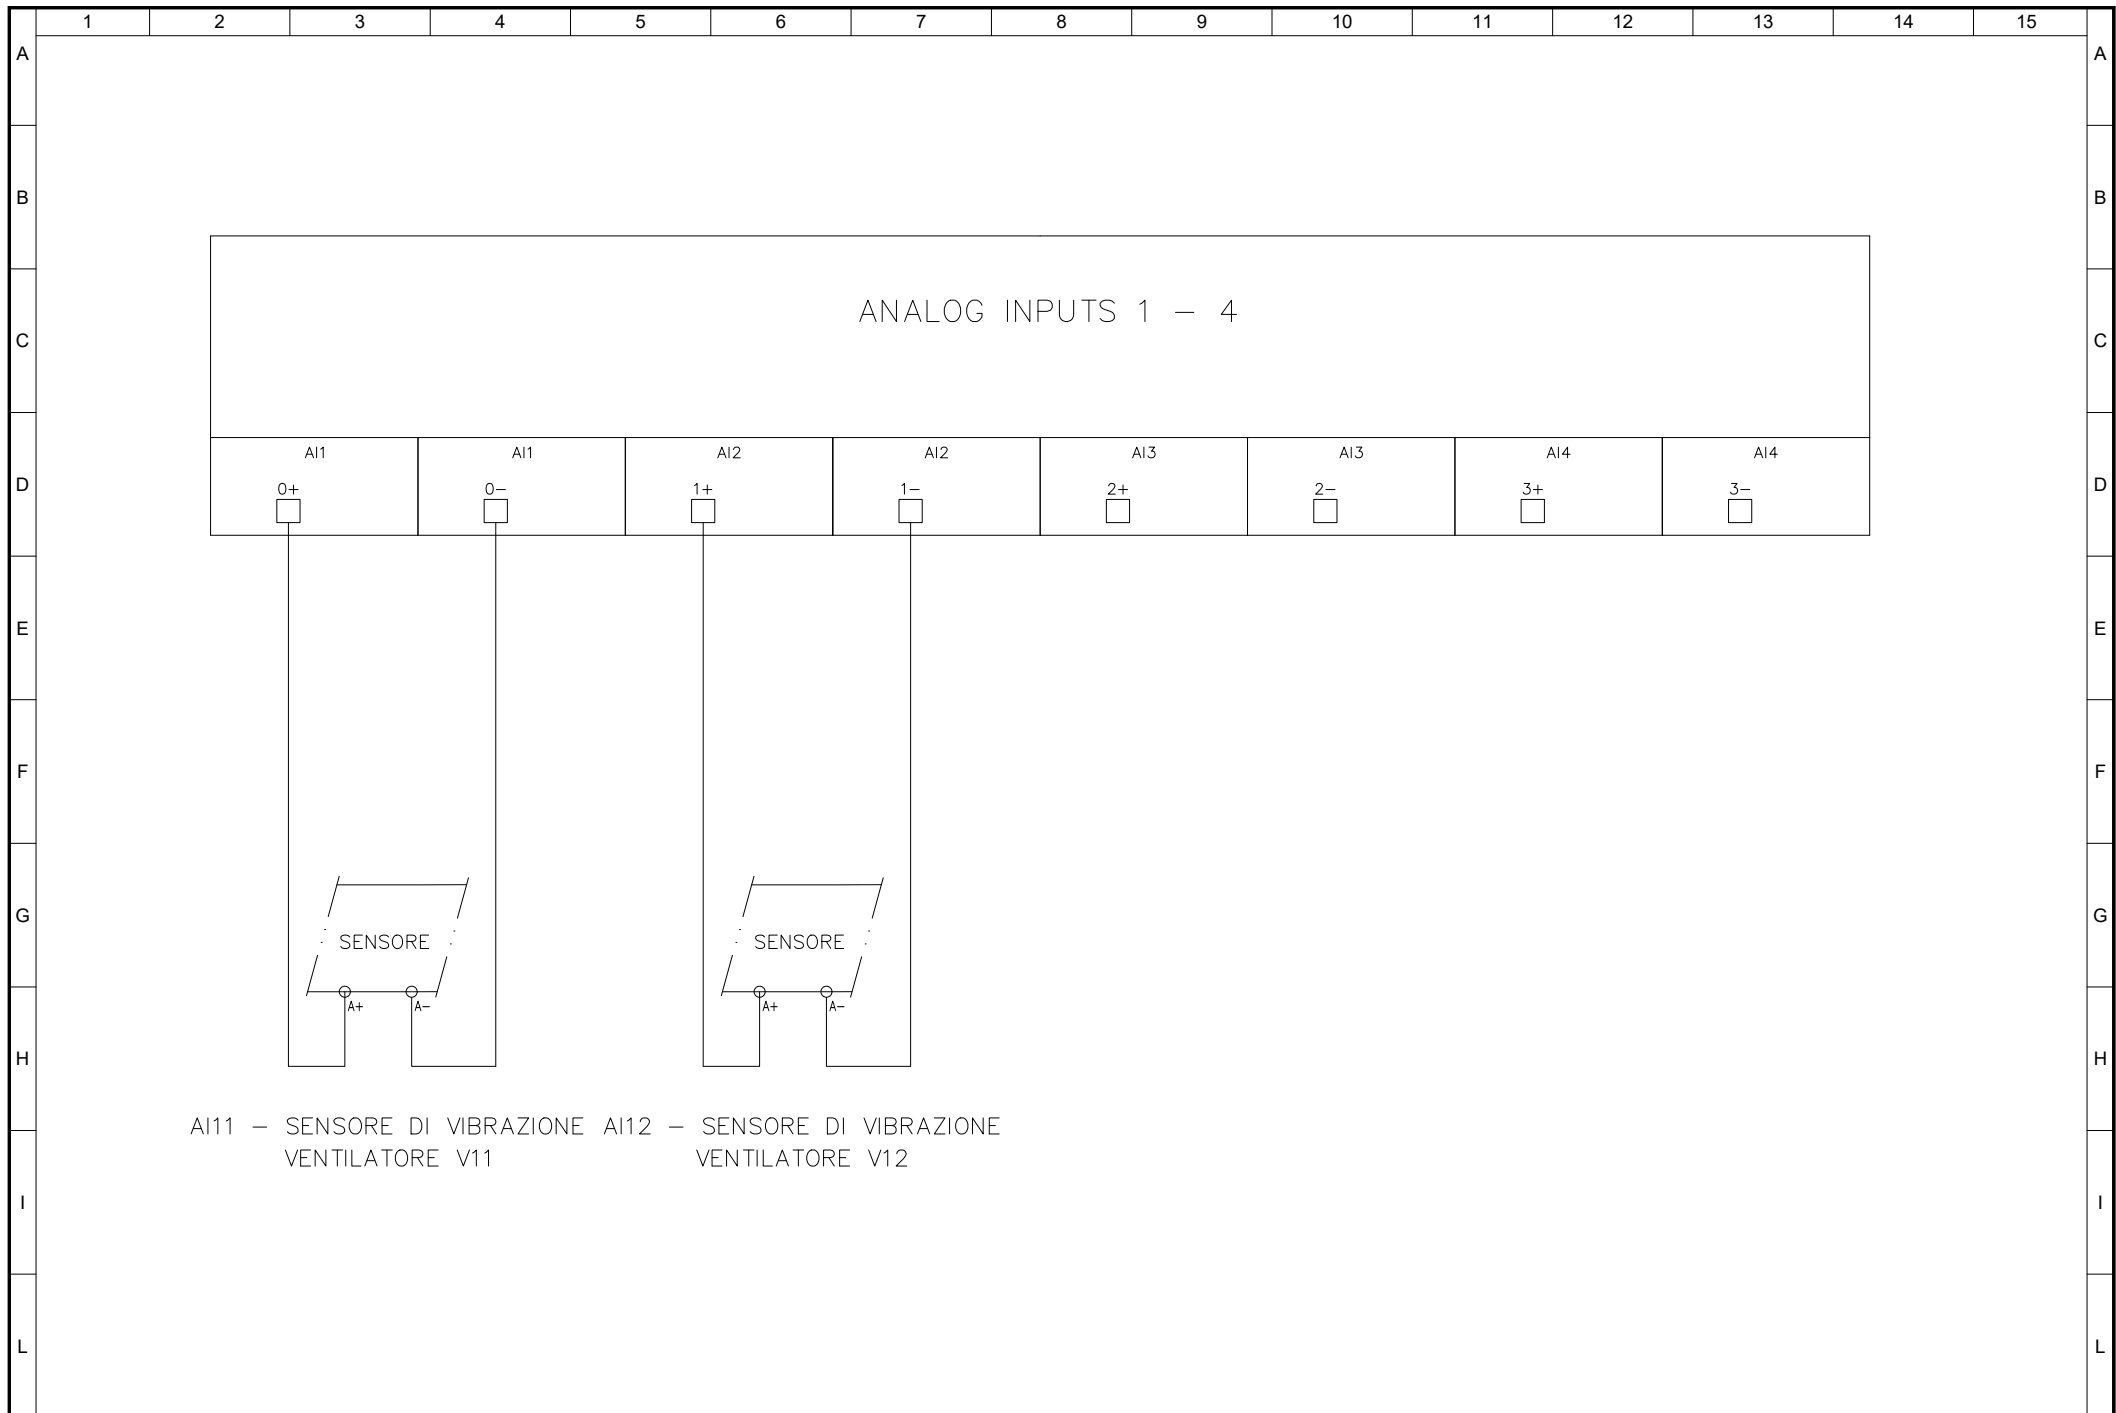 1 2 3 4 5 6 7 8 9 10 11 12 13 14 15
A A
B B
ANALOG INPUTS 1 - 4
C C
AI1 AI1 AI2 AI2 AI3 AI3 AI4 AI4
D D
0+ 0- 1+ 1- 2+ 2- 3+ 3-
E E
F F
G G
SENSORE SENSORE
A+ A- A+ A-
H H
AI11 - SENSORE DI VIBRAZIONE AI12 - SENSORE DI VIBRAZIONE
VENTILATORE V11 VENTILATORE V12
I I
L L